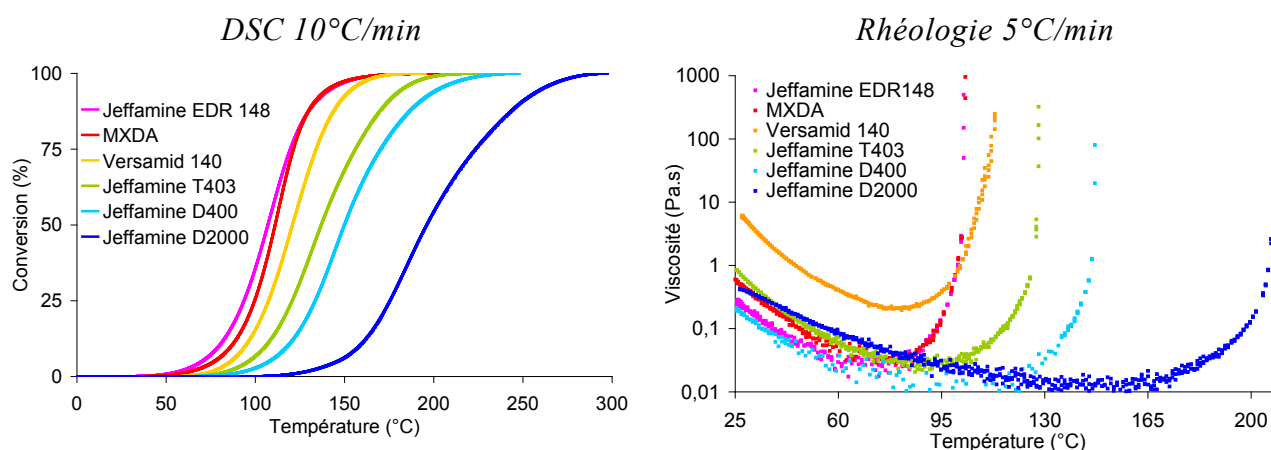 DSC 10°C/min
Conversion (%)
100
75
50
25
0
Jeffamine EDR 148
MXDA
Versamid 140
Jeffamine T403
Jeffamine D400
Jeffamine D2000
0 50 100 150 200 250 300
Température (°C)
Rhéologie 5°C/min
Viscosité (Pa.s)
1000
100
10
1
0,1
0,01
Jeffamine EDR148
MXDA
Versamid 140
Jeffamine T403
Jeffamine D400
Jeffamine D2000
25 60 95 130 165 200
Température (°C)